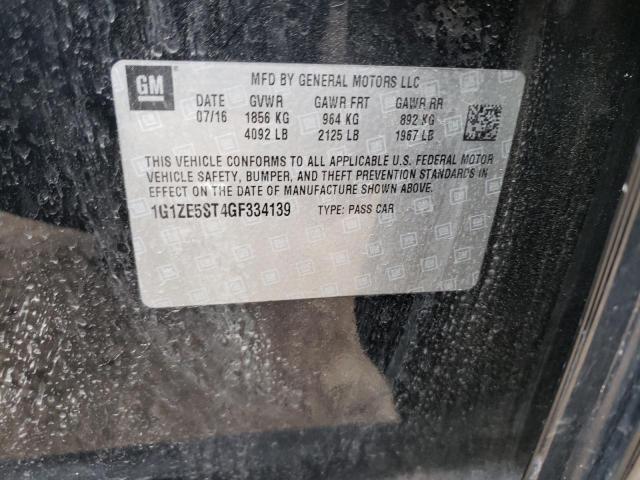 GM
MFD BY GENERAL MOTORS LLC
DATE GVWR GAWR FRT GAWR RR
07/16 1856 KG 964 KG 892 KG
4092 LB 2125 LB 1967 LB
THIS VEHICLE CONFORMS TO ALL APPLICABLE U.S. FEDERAL MOTOR
VEHICLE SAFETY, BUMPER, AND THEFT PREVENTION STANDARDS IN
EFFECT ON THE DATE OF MANUFACTURE SHOWN ABOVE.
1G1ZE5ST4GF334139 TYPE: PASS CAR